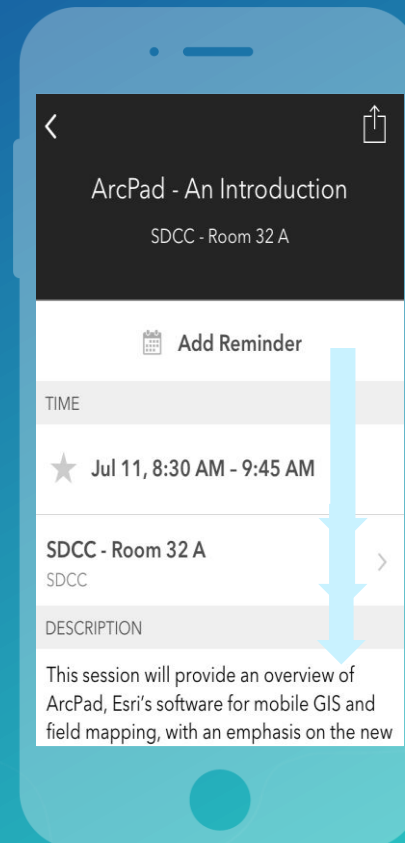 ArcPad - An Introduction
SDCC - Room 32 A
Add Reminder
TIME
Jul 11, 8:30 AM - 9:45 AM
SDCC - Room 32 A
SDCC
DESCRIPTION
This session will provide an overview of
ArcPad, Esri's software for mobile GIS and
field mapping, with an emphasis on the new